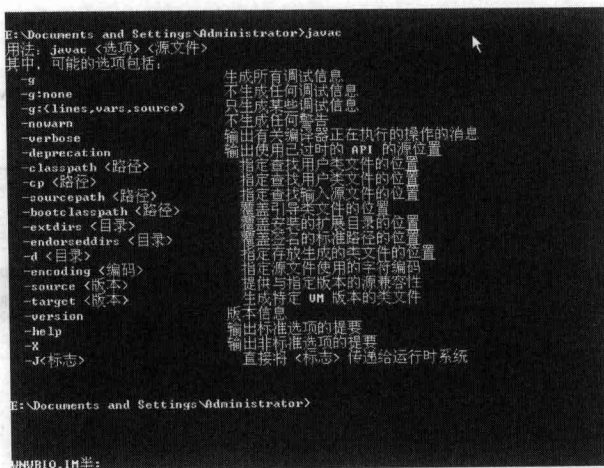 E:\Documents and Settings\Administrator>javac
用法: javac <选项> <源文件>
其中, 可能的选项包括:
-g 生成所有调试信息
-g:none 不生成任何调试信息
-g:{lines,vars,source} 只生成某些调试信息
-nowarn 不生成任何警告
-verbose 输出有关编译器正在执行的操作的消息
-deprecation 输出使用已过时的 API 的源位置
-classpath <路径> 指定查找用户类文件的位置
-cp <路径> 指定查找用户类文件的位置
-sourcepath <路径> 指定查找输入源文件的位置
-bootclasspath <路径> 覆盖引导类文件的位置
-extdirs <目录> 覆盖安装的扩展目录的位置
-endorseddirs <目录> 覆盖签名的标准路径的位置
-d <目录> 指定存放生成的类文件的位置
-encoding <编码> 指定源文件使用的字符编码
-source <版本> 提供与指定版本的源兼容性
-target <版本> 生成特定 VM 版本的类文件
-version 版本信息
-help 输出标准选项的提要
-X 输出非标准选项的提要
-J<标志> 直接将 <标志> 传递给运行时系统
E:\Documents and Settings\Administrator>
半: